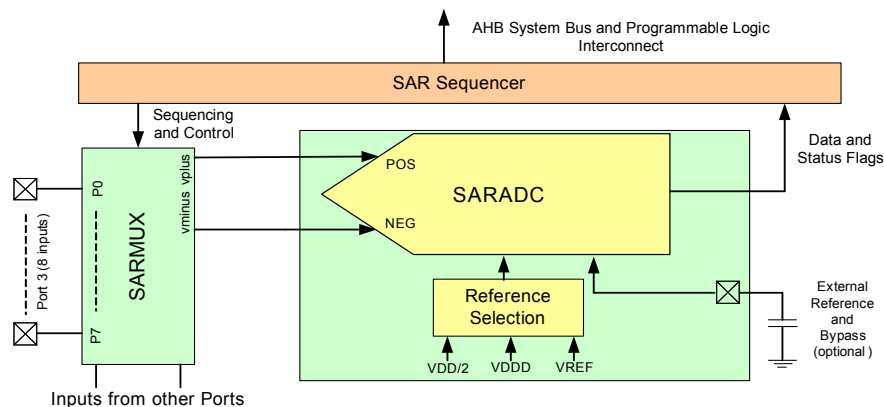 AHB System Bus and Programmable Logic
Interconnect
SAR Sequencer
Sequencing
and Control
Data and
Status Flags
vminus vplus
POS
SARADC
NEG
P0
Port 3 (8 inputs)
SARMUX
P7
Reference
Selection
External
Reference
and
Bypass
(optional)
VDD/2
VDDD
VREF
Inputs from other Ports